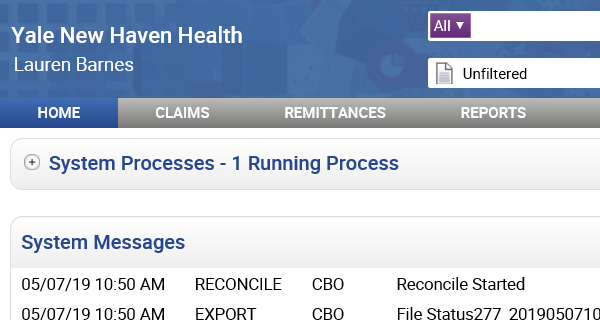 Yale New Haven Health
All
Lauren Barnes
Unfiltered
HOME CLAIMS REMITTANCES REPORTS
System Processes - 1 Running Process
System Messages
05/07/19 10:50 AM RECONCILE CBO Reconcile Started
05/07/19 10:50 AM EXPORT CBO File Status277_201905071